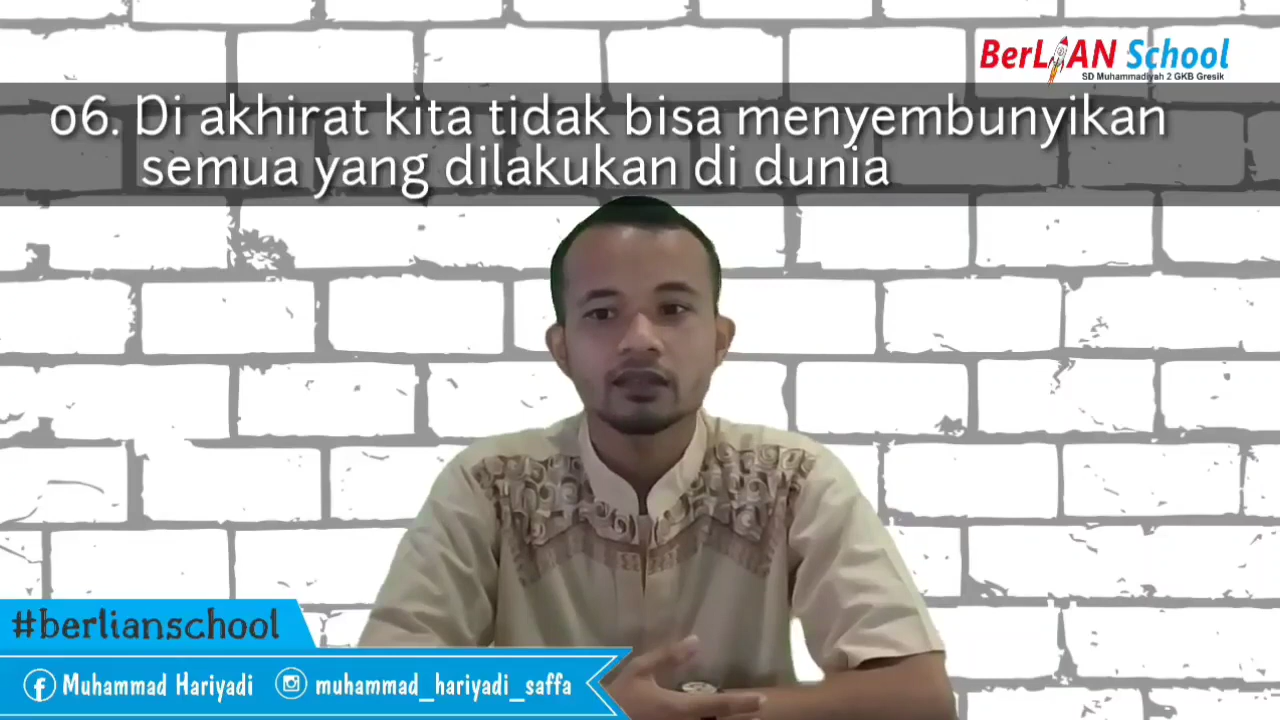 BerLIAN School
SD Muhammadiyah 2 GKB Gresik
06. Di akhirat kita tidak bisa menyembunyikan
semua yang dilakukan di dunia
#berlianschool
Muhammad Hariyadi
muhammad_hariyadi_saffa